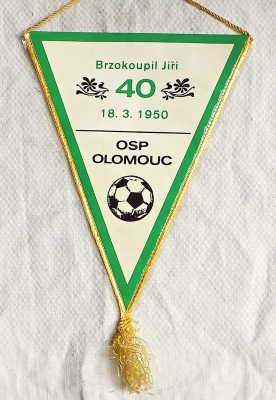 Brzokoupil Jiří
40
18. 3. 1950
OSP
OLOMOUC